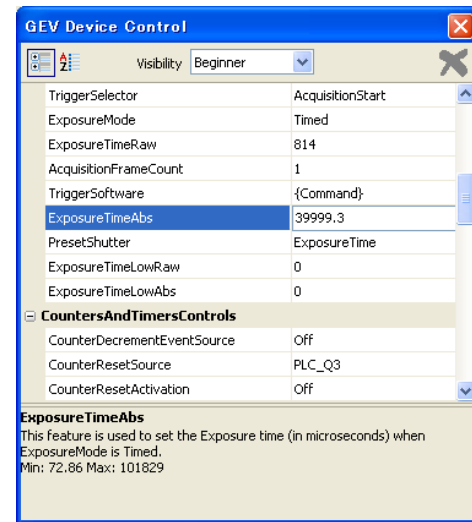 GEV Device Control
Visibility Beginner
TriggerSelector AcquisitionStart
ExposureMode Timed
ExposureTimeRaw 814
AcquisitionFrameCount 1
TriggerSoftware {Command}
ExposureTimeAbs 39999.3
PresetShutter ExposureTime
ExposureTimeLowRaw 0
ExposureTimeLowAbs 0
CountersAndTimersControls
CounterDecrementEventSource Off
CounterResetSource PLC_Q3
CounterResetActivation Off
ExposureTimeAbs
This feature is used to set the Exposure time (in microseconds) when
ExposureMode is Timed.
Min: 72.86 Max: 101829